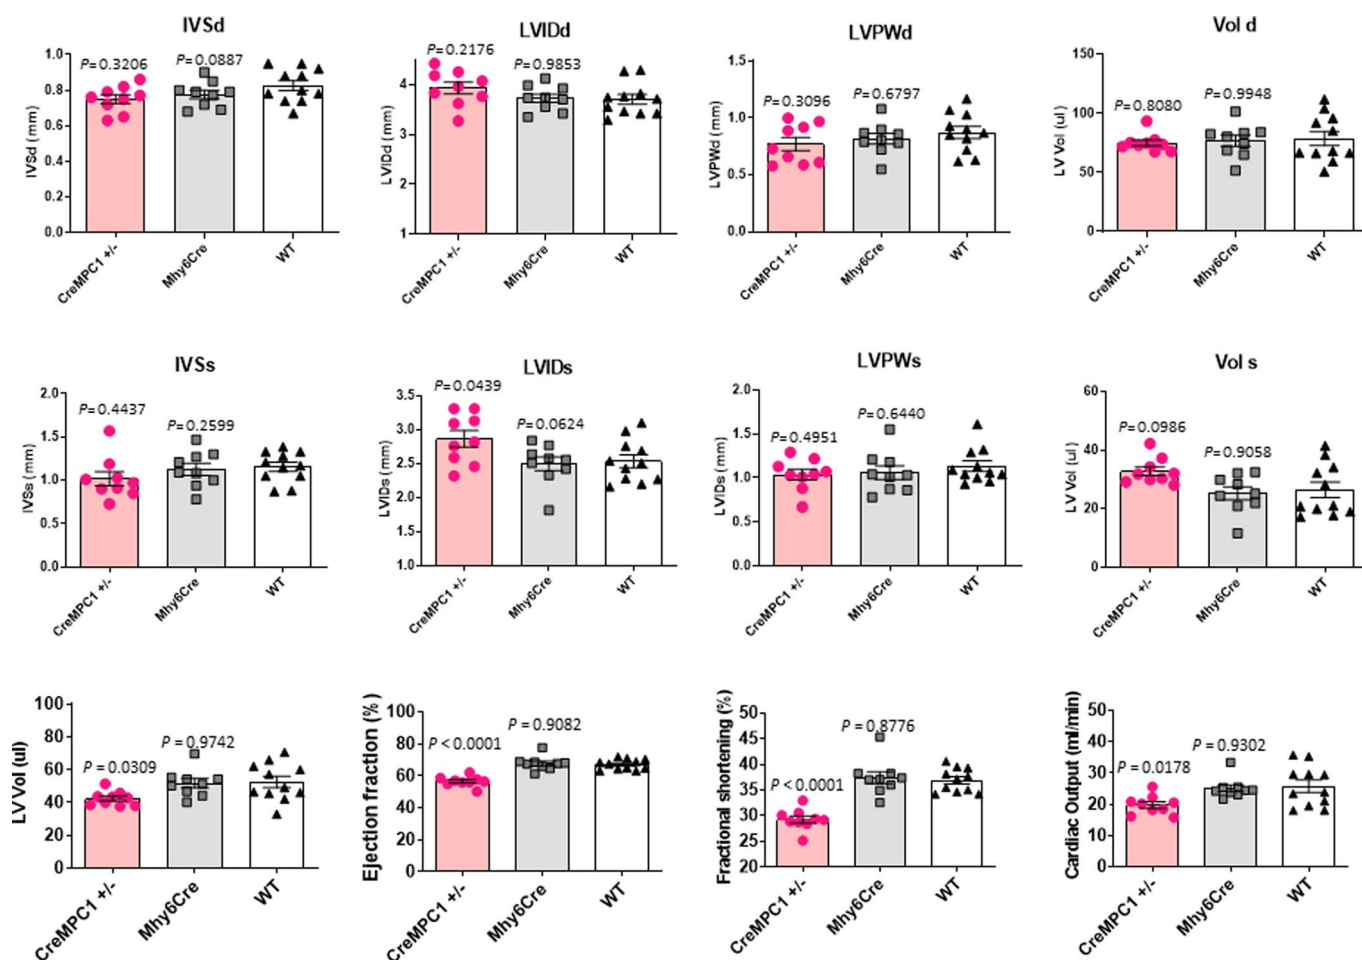 IVSd
P=0.3206
P=0.0887
IVSd (mm)
1.0
0.8
0.6
0.4
0.2
0.0
CreMPC1 +/-
Mhy6Cre
WT
LVIDd
P=0.2176
P=0.9853
LVIDd (mm)
4
3
4
1
CreMPC1 +/-
Mhy6Cre
WT
LVPWd
P=0.3096
P=0.6797
LVPWd (mm)
1.5
1.0
0.5
0.0
CreMPC1 +/-
Mhy6Cre
WT
Vol d
P=0.8080
P=0.9948
LV Vol (ul)
150
100
50
0
CreMPC1 +/-
Mhy6Cre
WT
IVSs
P=0.4437
P=0.2599
IVSs (mm)
2.0
1.5
1.0
0.5
0.0
CreMPC1 +/-
Mhy6Cre
WT
LVIDs
P=0.0439
P=0.0624
LVIDs (mm)
3.5
3.0
2.5
2.0
1.5
1.0
CreMPC1 +/-
Mhy6Cre
WT
LVPWs
P=0.4951
P=0.6440
LVIDs (mm)
2.0
1.5
1.0
0.5
0.0
CreMPC1 +/-
Mhy6Cre
WT
Vol s
P=0.0986
P=0.9058
LV Vol (ul)
60
40
20
0
CreMPC1 +/-
Mhy6Cre
WT
P = 0.0309
P = 0.9742
LV Vol (ul)
100
80
60
40
20
0
CreMPC1 +/-
Mhy6Cre
WT
P < 0.0001
P = 0.9082
Ejection fraction (% )
100
80
60
40
20
0
CreMPC1 +/-
Mhy6Cre
WT
P < 0.0001
P = 0.8776
Fractional shortening (%)
50
45
40
35
30
25
20
CreMPC1 +/-
Mhy6Cre
WT
P = 0.0178
P = 0.9302
Cardiac Output (ml/min)
50
40
30
20
10
0
CreMPC1 +/-
Mhy6Cre
WT